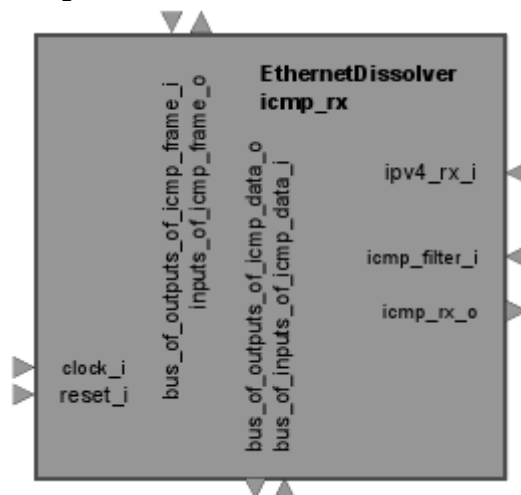 EthernetDissolver
icmp_rx
bus_of_outputs_of_icmp_frame_i
inputs_of_icmp_frame_o
bus_of_outputs_of_icmp_data_o
bus_of_inputs_of_icmp_data_i
ipv4_rx_i
icmp_filter_i
icmp_rx_o
clock_i
reset_i